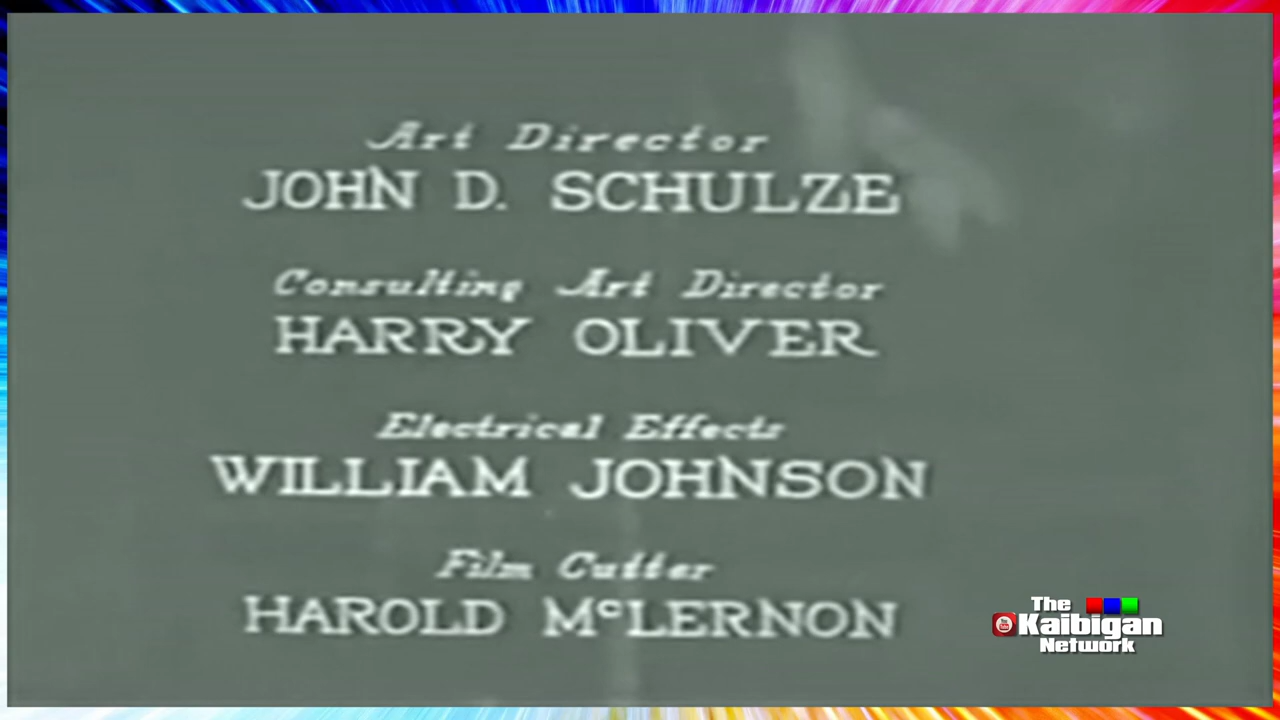 Art Director
JOHN D. SCHULZE
Consulting Art Director
HARRY OLIVER
Electrical Effects
WILLIAM JOHNSON
Film Cutter
HAROLD McLERNON
The
Kaibigan
Network